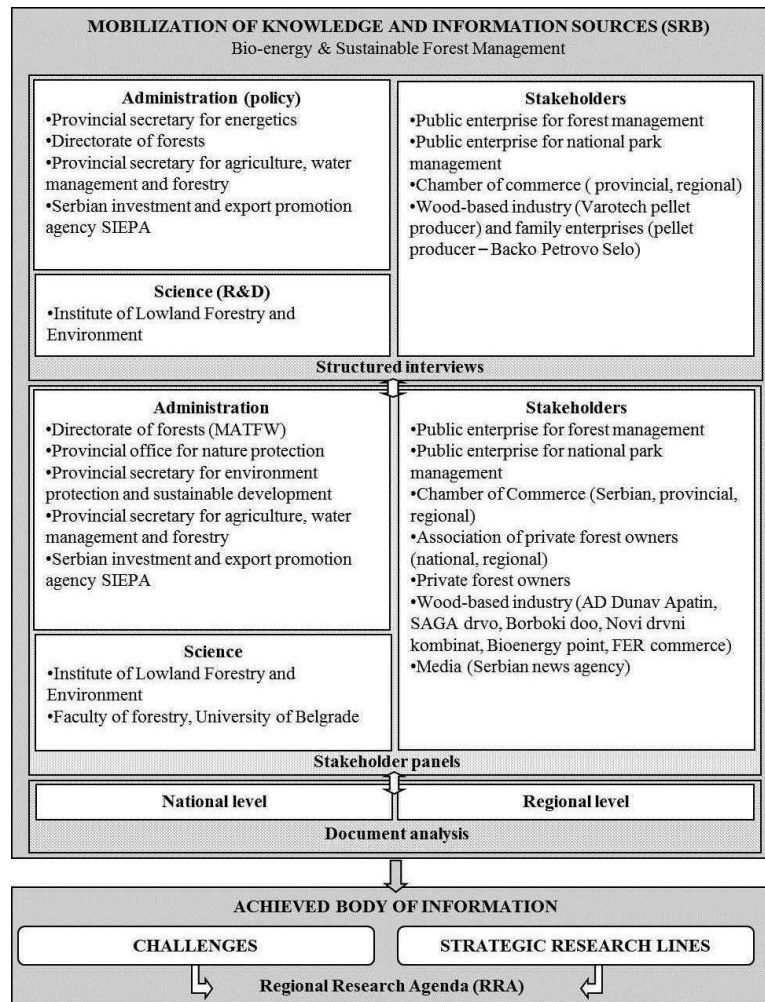 MOBILIZATION OF KNOWLEDGE AND INFORMATION SOURCES (SRB)
Bio-energy & Sustainable Forest Management
Administration (policy)
•Provincial secretary for energetics
•Directorate of forests
•Provincial secretary for agriculture, water
management and forestry
•Serbian investment and export promotion
agency SIEPA
Science (R&D)
•Institute of Lowland Forestry and
Environment
Stakeholders
•Public enterprise for forest management
•Public enterprise for national park
management
•Chamber of commerce ( provincial, regional)
•Wood-based industry (Varotech pellet
producer) and family enterprises (pellet
producer – Backo Petrovo Selo)
Structured interviews
Administration
•Directorate of forests (MATFW)
•Provincial office for nature protection
•Provincial secretary for environment
protection and sustainable development
•Provincial secretary for agriculture, water
management and forestry
•Serbian investment and export promotion
agency SIEPA
Science
•Institute of Lowland Forestry and
Environment
•Faculty of forestry, University of Belgrade
Stakeholders
•Public enterprise for forest management
•Public enterprise for national park
management
•Chamber of Commerce (Serbian, provincial,
regional)
•Association of private forest owners
(national, regional)
•Private forest owners
•Wood-based industry (AD Dunav Apatin,
SAGA drvo, Borboki doo, Novi drvni
kombinat, Bioenergy point, FER commerce)
•Media (Serbian news agency)
Stakeholder panels
National level
Regional level
Document analysis
ACHIEVED BODY OF INFORMATION
CHALLENGES
STRATEGIC RESEARCH LINES
Regional Research Agenda (RRA)